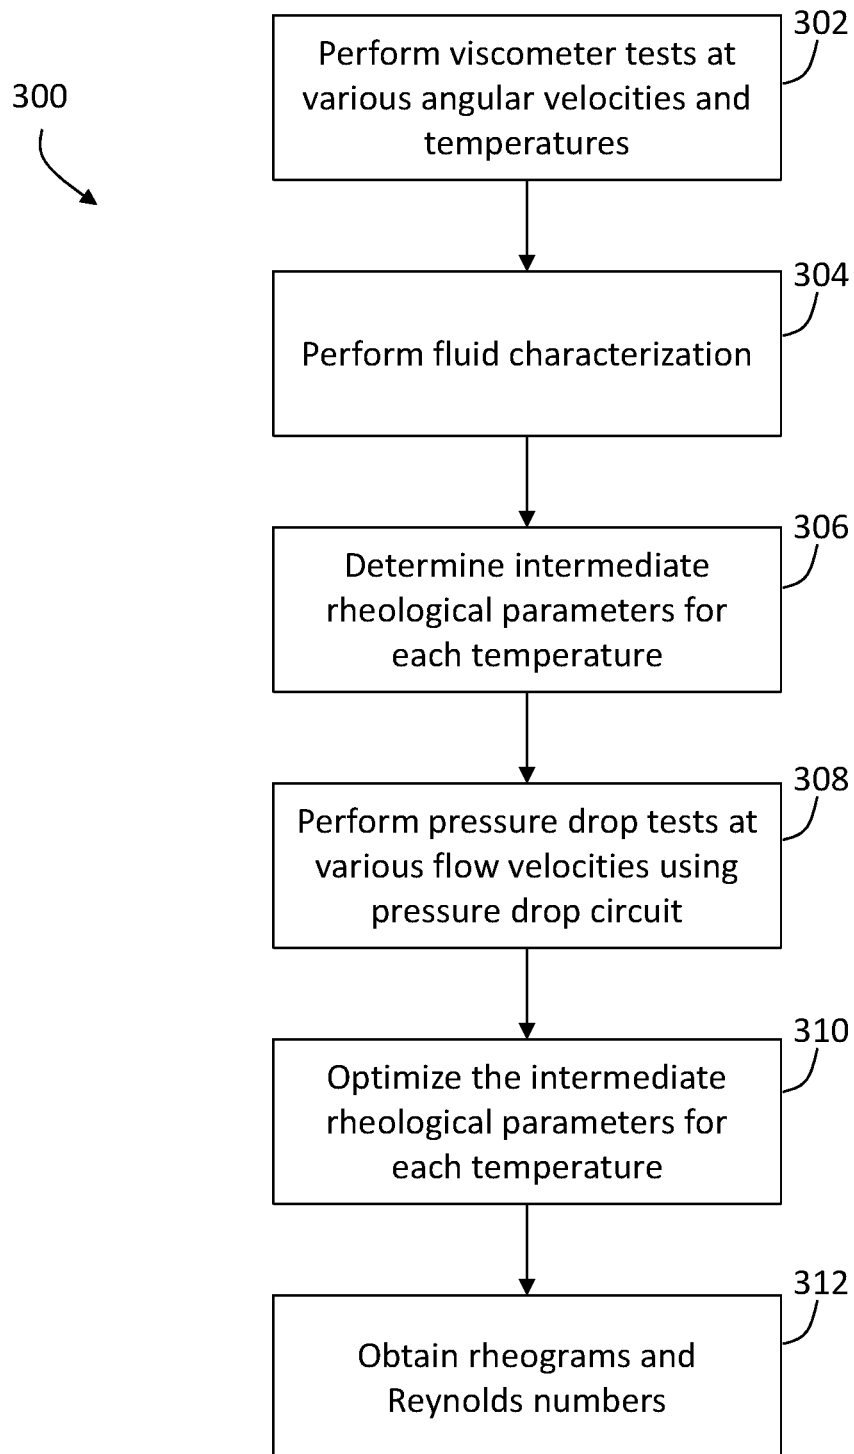 300
302
Perform viscometer tests at
various angular velocities and
temperatures
304
Perform fluid characterization
306
Determine intermediate
rheological parameters for
each temperature
308
Perform pressure drop tests at
various flow velocities using
pressure drop circuit
310
Optimize the intermediate
rheological parameters for
each temperature
312
Obtain rheograms and
Reynolds numbers